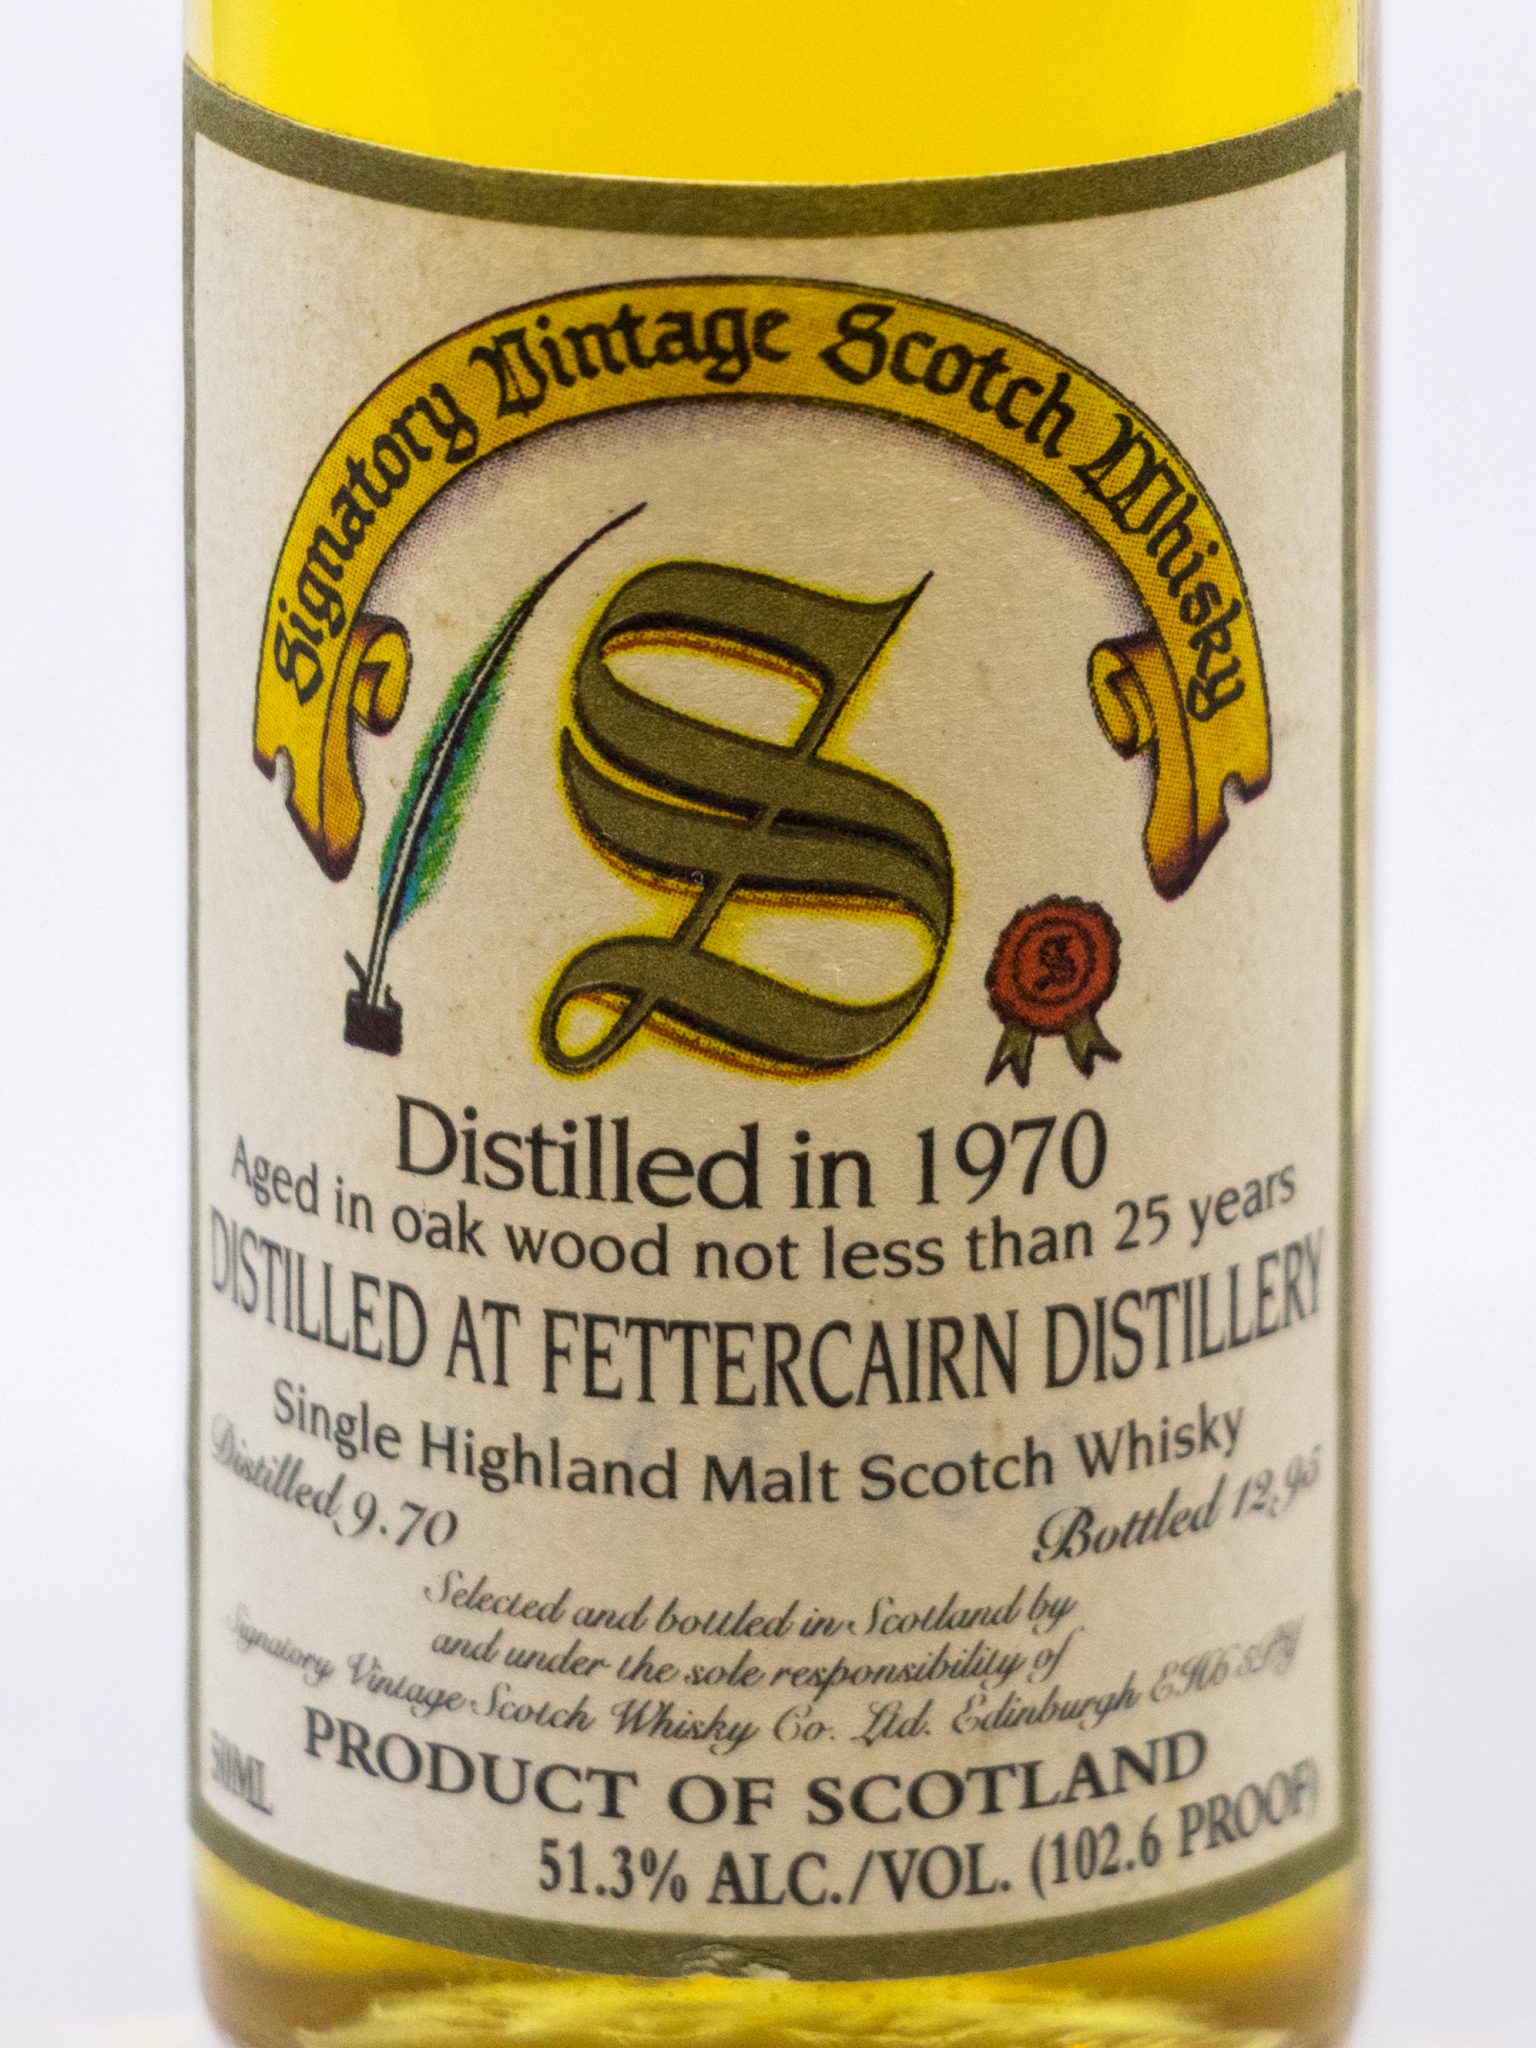 Signatory Vintage Scotch Whisky
S
S
Distilled in 1970
Aged in oak wood not less than 25 years
DISTILLED AT FETTERCAIRN DISTILLERY
Single Highland Malt Scotch Whisky
Distilled 9.70
Bottled 12.95
Selected and bottled in Scotland by
and under the sole responsibility of
Signatory Vintage Scotch Whisky Co. Ltd. Edinburgh EH6 5PY
PRODUCT OF SCOTLAND
50ML
51.3% ALC./VOL. (102.6 PROOF)